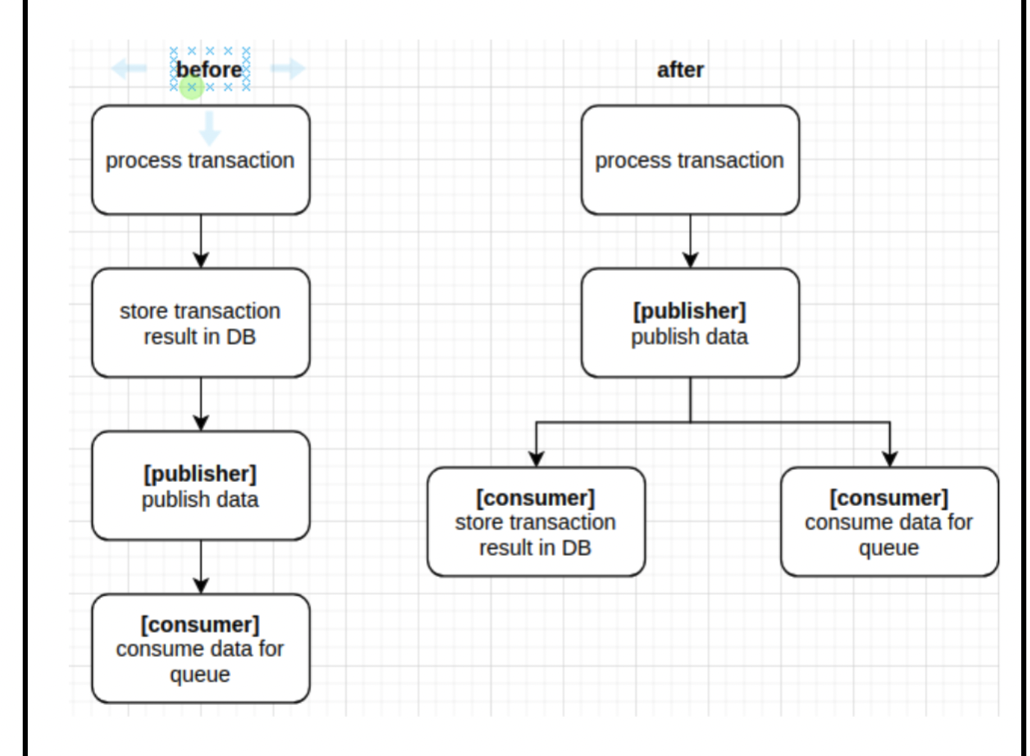 before
process transaction
store transaction
result in DB
[publisher]
publish data
[consumer]
consume data for
queue
after
process transaction
[publisher]
publish data
[consumer]
store transaction
result in DB
[consumer]
consume data for
queue